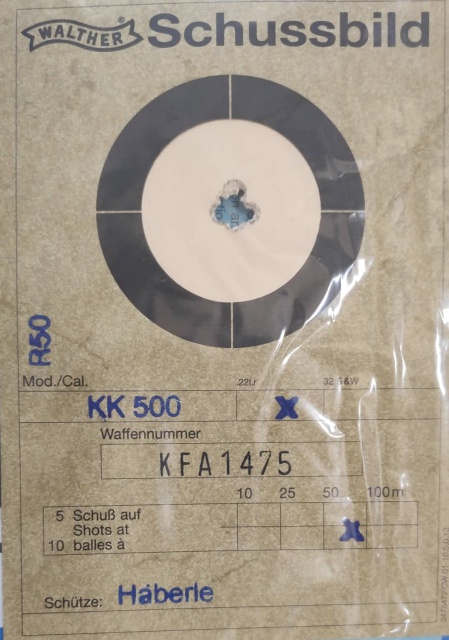 WALTHER® Schussbild
R50
Mod./Cal. .22l.r 32 S&W
KK 500 X
Waffennummer
KFA1475
10 25 50 100m
5 Schuß auf
Shots at X
10 balles à
Schütze: Häberle